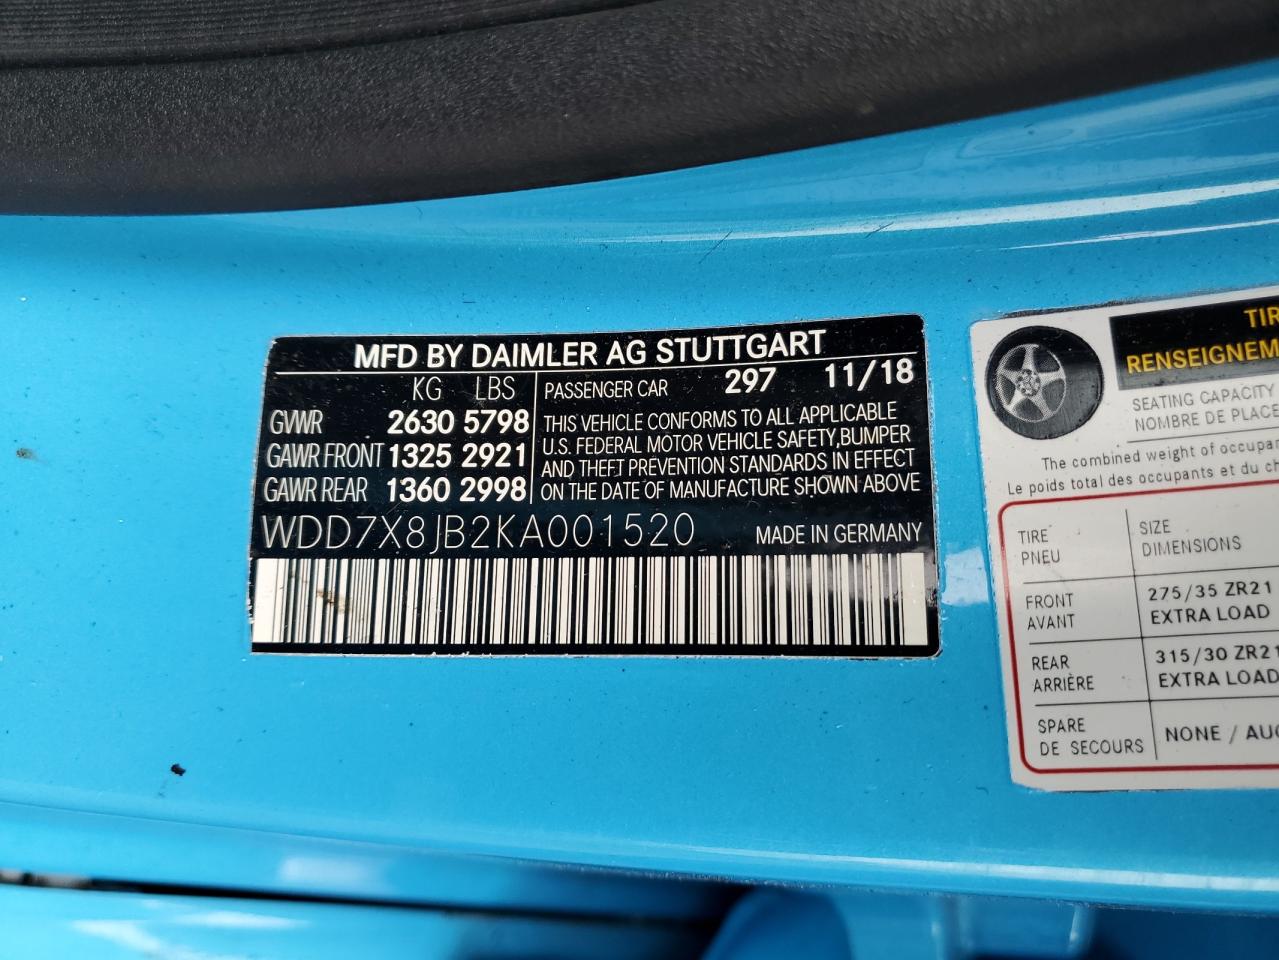 MFD BY DAIMLER AG STUTTGART
KG LBS
GVWR 2630 5798
GAWR FRONT 1325 2921
GAWR REAR 1360 2998
PASSENGER CAR 297 11/18
THIS VEHICLE CONFORMS TO ALL APPLICABLE
U.S. FEDERAL MOTOR VEHICLE SAFETY, BUMPER
AND THEFT PREVENTION STANDARDS IN EFFECT
ON THE DATE OF MANUFACTURE SHOWN ABOVE
WDD7X8JB2KA001520 MADE IN GERMANY
TIR
RENSEIGNEM
SEATING CAPACITY
NOMBRE DE PLACE
The combined weight of occupan
Le poids total des occupants et du ch
TIRE SIZE
PNEU DIMENSIONS
FRONT 275/35 ZR21
AVANT EXTRA LOAD
REAR 315/30 ZR21
ARRIÈRE EXTRA LOAD
SPARE NONE / AUC
DE SECOURS